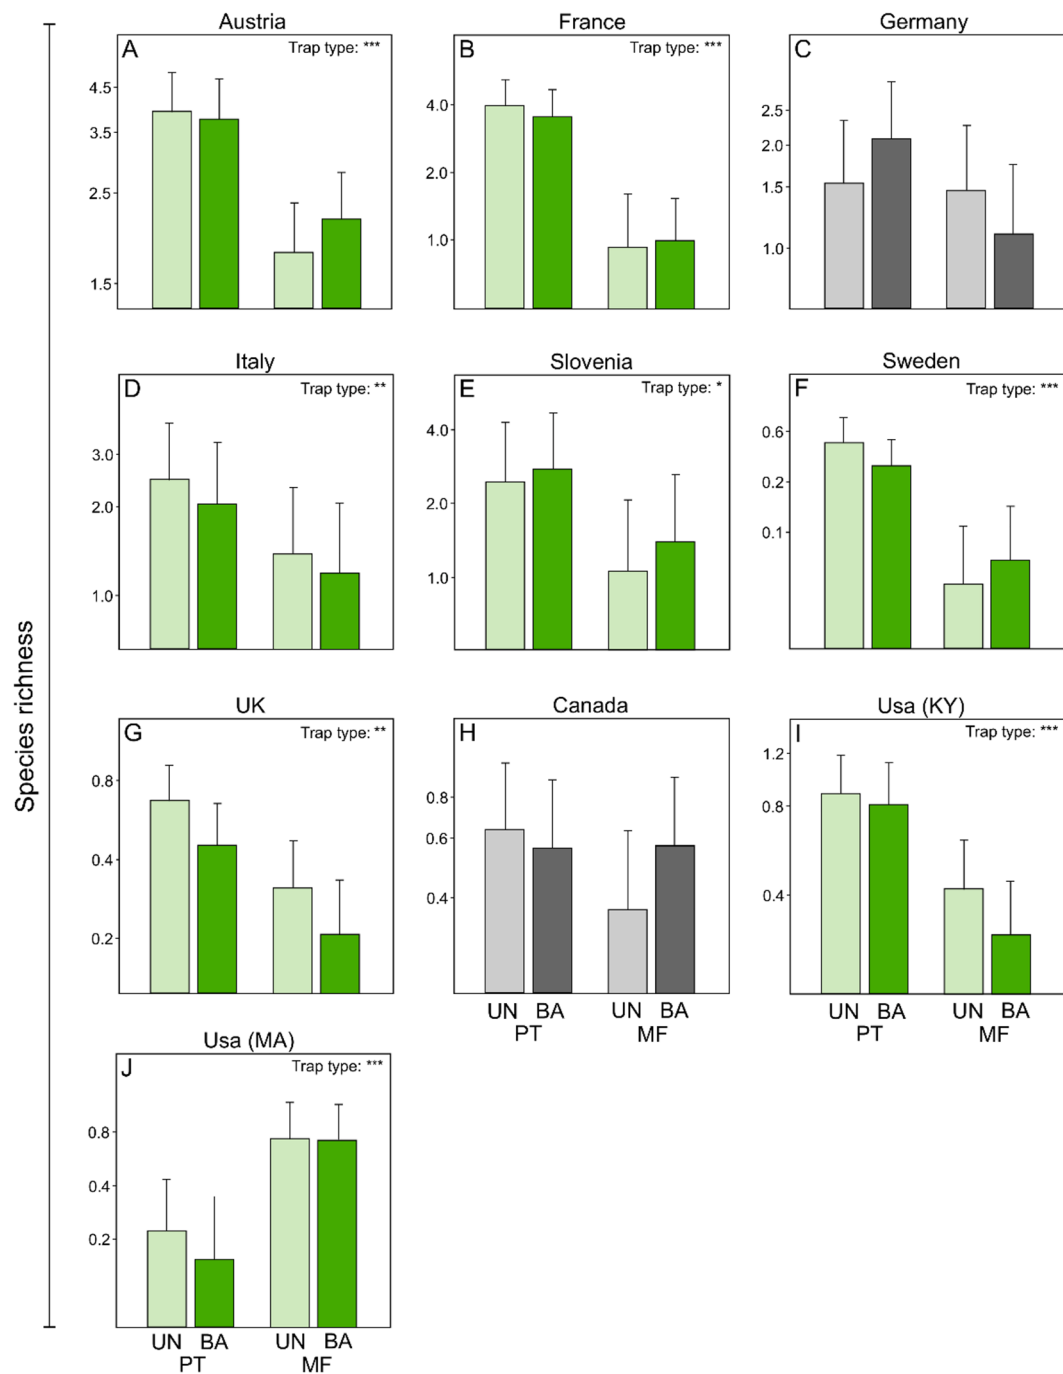 Species richness
Austria
A
Trap type: ***
4.5
3.5
2.5
1.5
France
B
Trap type: ***
4.0
2.0
1.0
Germany
C
2.5
2.0
1.5
1.0
Italy
D
Trap type: **
3.0
2.0
1.0
Slovenia
E
Trap type: *
4.0
2.0
1.0
Sweden
F
Trap type: ***
0.6
0.2
0.1
UK
G
Trap type: **
0.8
0.4
0.2
Canada
H
0.8
0.6
0.4
UN BA UN BA
PT MF
Usa (KY)
I
Trap type: ***
1.2
0.8
0.4
UN BA UN BA
PT MF
Usa (MA)
J
Trap type: ***
0.8
0.4
0.2
UN BA UN BA
PT MF